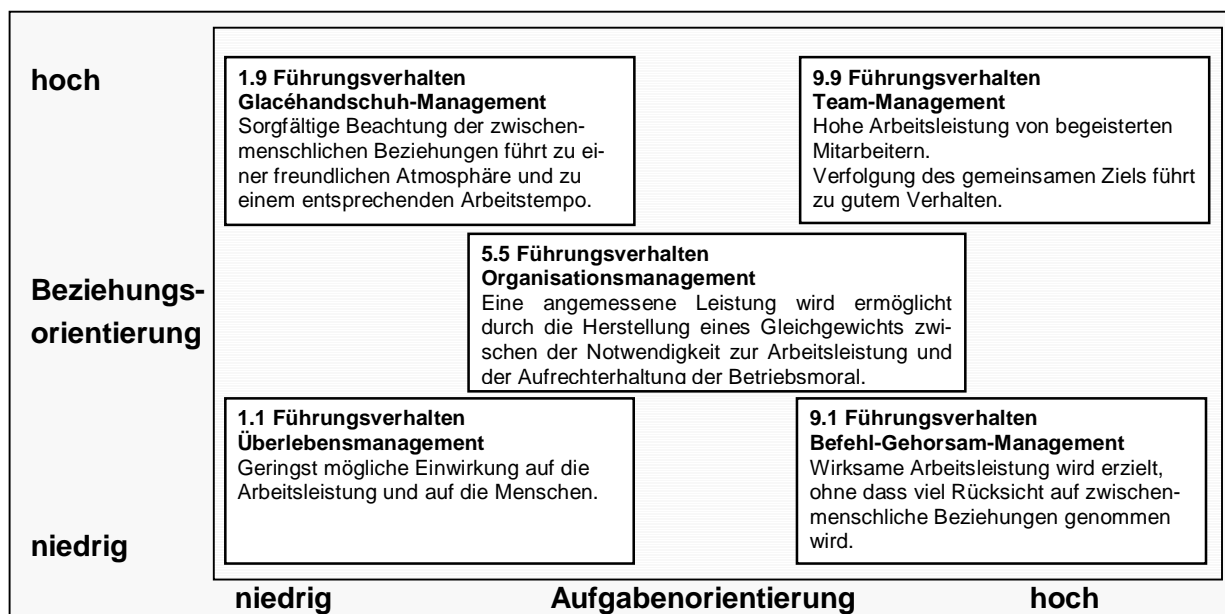 hoch
1.9 Führungsverhalten
Glacéhandschuh-Management
Sorgfältige Beachtung der zwischen-
menschlichen Beziehungen führt zu ei-
ner freundlichen Atmosphäre und zu
einem entsprechenden Arbeitstempo.
9.9 Führungsverhalten
Team-Management
Hohe Arbeitsleistung von begeisterten
Mitarbeitern.
Verfolgung des gemeinsamen Ziels führt
zu gutem Verhalten.
Beziehungs-
orientierung
5.5 Führungsverhalten
Organisationsmanagement
Eine angemessene Leistung wird ermöglicht
durch die Herstellung eines Gleichgewichts zwi-
schen der Notwendigkeit zur Arbeitsleistung und
der Aufrechterhaltung der Betriebsmoral.
1.1 Führungsverhalten
Überlebensmanagement
Geringst mögliche Einwirkung auf die
Arbeitsleistung und auf die Menschen.
9.1 Führungsverhalten
Befehl-Gehorsam-Management
Wirksame Arbeitsleistung wird erzielt,
ohne dass viel Rücksicht auf zwischen-
menschliche Beziehungen genommen
wird.
niedrig
niedrig Aufgabenorientierung hoch